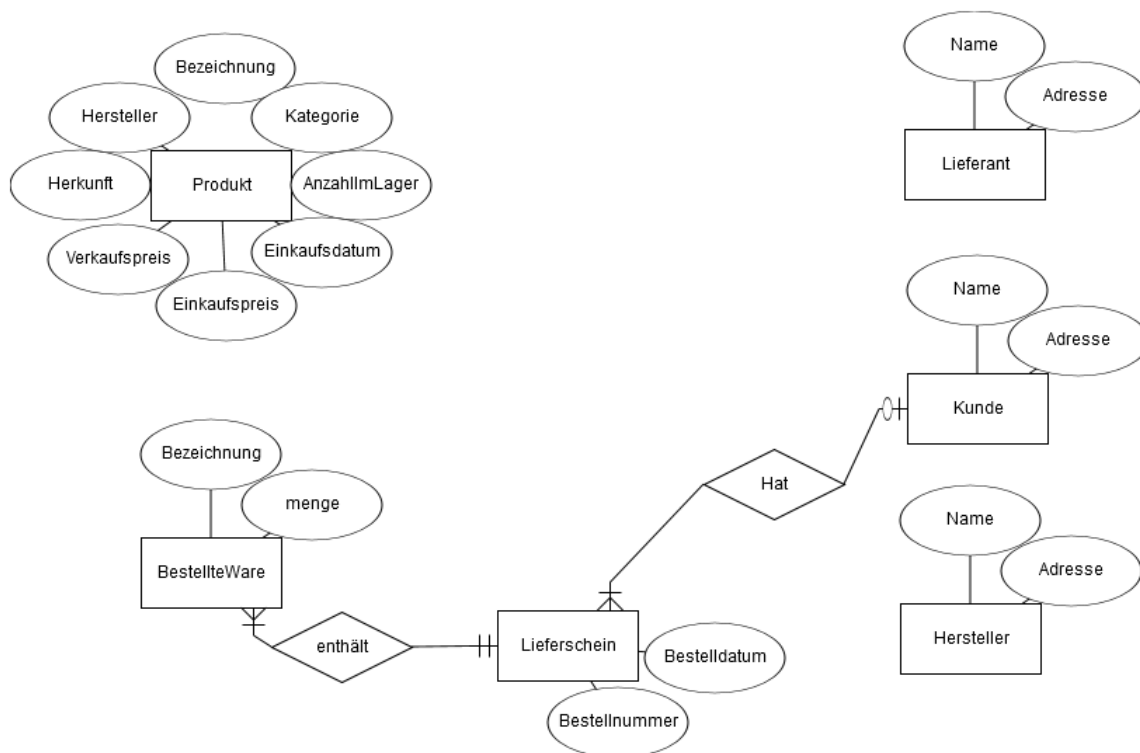 Name
Bezeichnung
Adresse
Hersteller
Kategorie
Lieferant
Herkunft
Produkt
AnzahlImLager
Verkaufspreis
Einkaufsdatum
Einkaufspreis
Name
Adresse
Kunde
Bezeichnung
menge
Hat
Name
BestellteWare
Adresse
enthält
Lieferschein
Hersteller
Bestelldatum
Bestellnummer